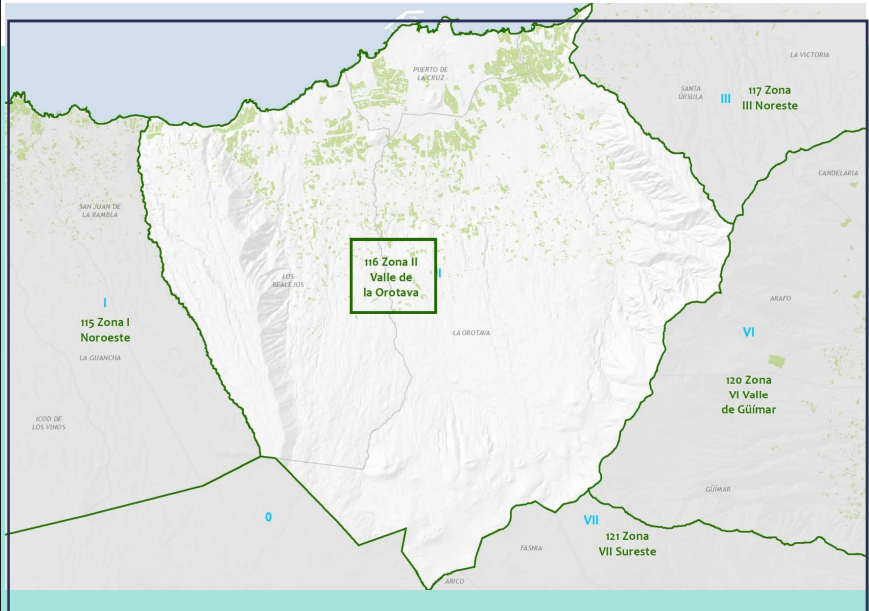 LA VICTORIA
PUERTO DE
LA CRUZ
SANTA
ÚRSULA
III
117 Zona
III Noreste
CANDELARIA
SAN JUAN DE
LA RAMBLA
116 Zona II
Valle de
la Orotava
I
LOS
REALEJOS
I
115 Zona I
Noroeste
LA GUANCHA
LA OROTAVA
ARAFO
VI
120 Zona
VI Valle
de Güímar
ICOD DE
LOS VINOS
GÜÍMAR
0
VII
121 Zona
VII Sureste
FASNIA
ARICO